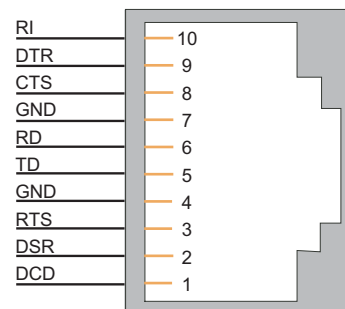 RI 10
DTR 9
CTS 8
GND 7
RD 6
TD 5
GND 4
RTS 3
DSR 2
DCD 1